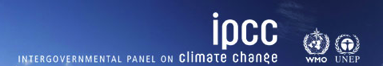 ipcc
INTERGOVERNMENTAL PANEL ON climate change
WMO UNEP